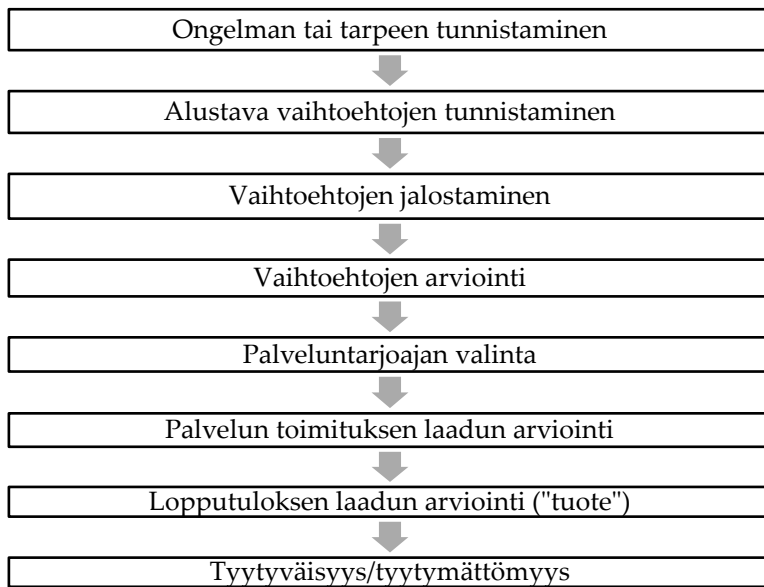 Ongelman tai tarpeen tunnistaminen
Alustava vaihtoehtojen tunnistaminen
Vaihtoehtojen jalostaminen
Vaihtoehtojen arviointi
Palveluntarjoajan valinta
Palvelun toimituksen laadun arviointi
Lopputuloksen laadun arviointi ("tuote")
Tyytyväisyys/tyytymättömyys